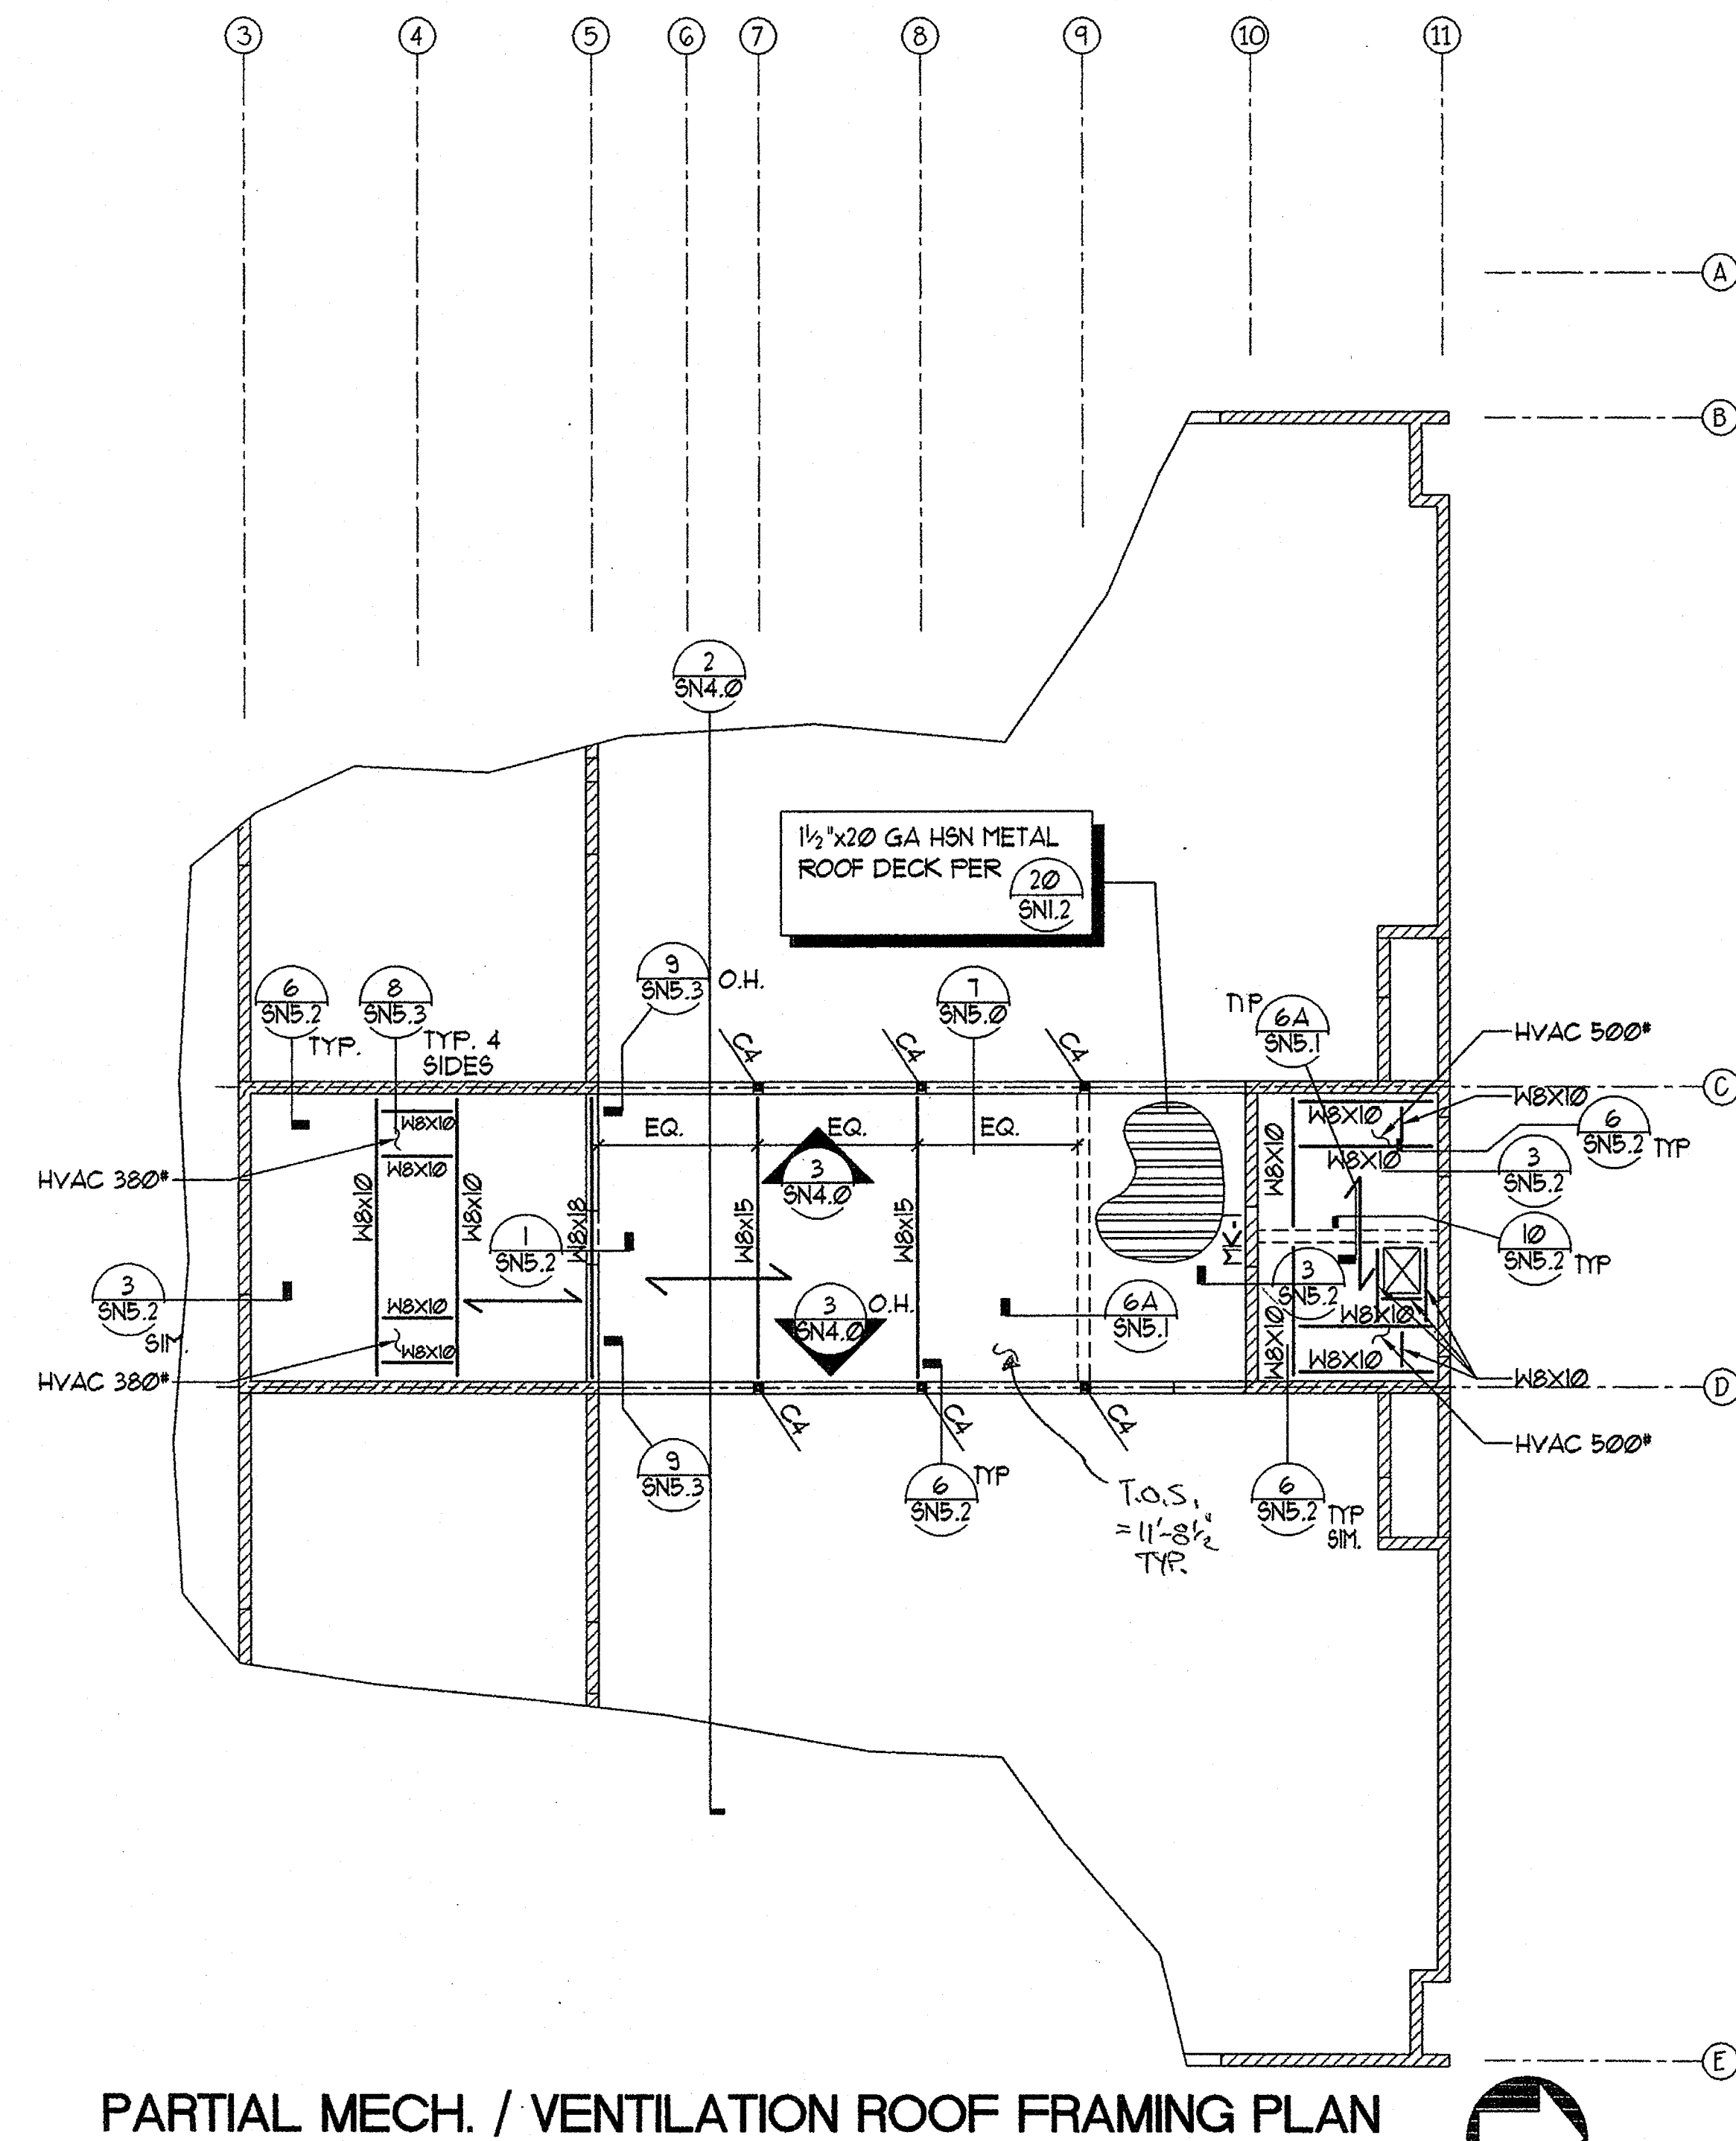 3 4 5 6 7 8 9 10 11
A
B
2
SN4.0
1½"x20 GA HSN METAL
ROOF DECK PER
20
SN1.2
6
SN5.2
TYP.
8
SN5.3
TYP. 4
SIDES
9
SN5.3
O.H.
7
SN5.0
TYP
6A
SN5.1
HVAC 500#
C4
C4
C4
C
W8X10
6
SN5.2
TYP
3
SN5.2
10
SN5.2
TYP
EQ.
EQ.
EQ.
W8X10
W8X10
W8X10
W8X10
HVAC 380#
W8X10
W8X10
W8X10
3
SN4.0
W8x18
W8x15
W8x15
1
SN5.2
3
SN5.2
SIM.
W8X10
W8X10
HVAC 380#
3
SN4.0
O.H.
6A
SN5.1
3
SN5.2
W8X10
W8X10
W8X10
W8X10
D
HVAC 500#
C4
C4
C4
9
SN5.3
6
SN5.2
TYP
6
SN5.2
TYP
SIM.
T.O.S.
=11'-8½"
TYP.
E
PARTIAL MECH. / VENTILATION ROOF FRAMING PLAN